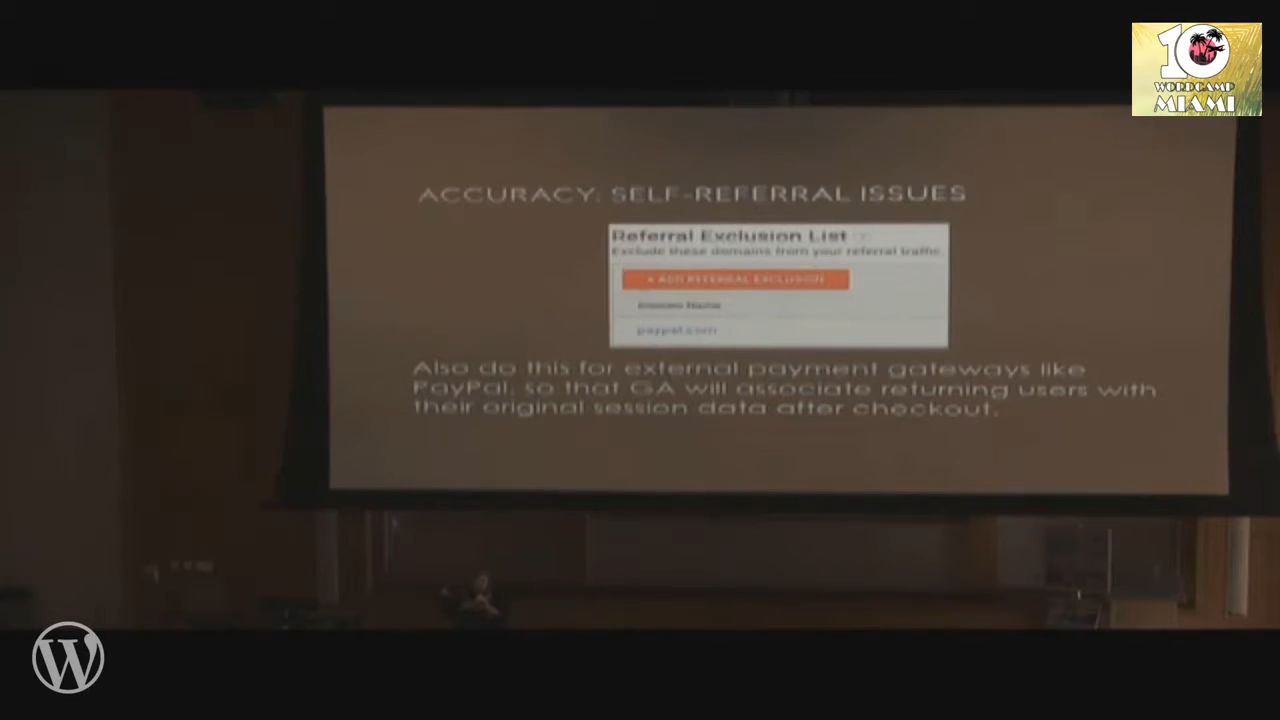 10
WORDCAMP
MIAMI
ACCURACY: SELF-REFERRAL ISSUES
Referral Exclusion List
Exclude these domains from your referral traffic.
+ ADD REFERRAL EXCLUSION
Domain Name
paypal.com
Also do this for external payment gateways like
PayPal, so that GA will associate returning users with
their original session data after checkout.